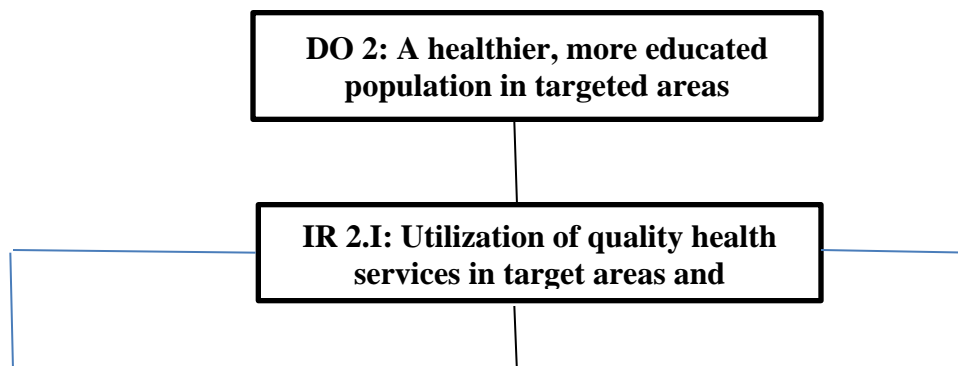 DO 2: A healthier, more educated
population in targeted areas
IR 2.I: Utilization of quality health
services in target areas and